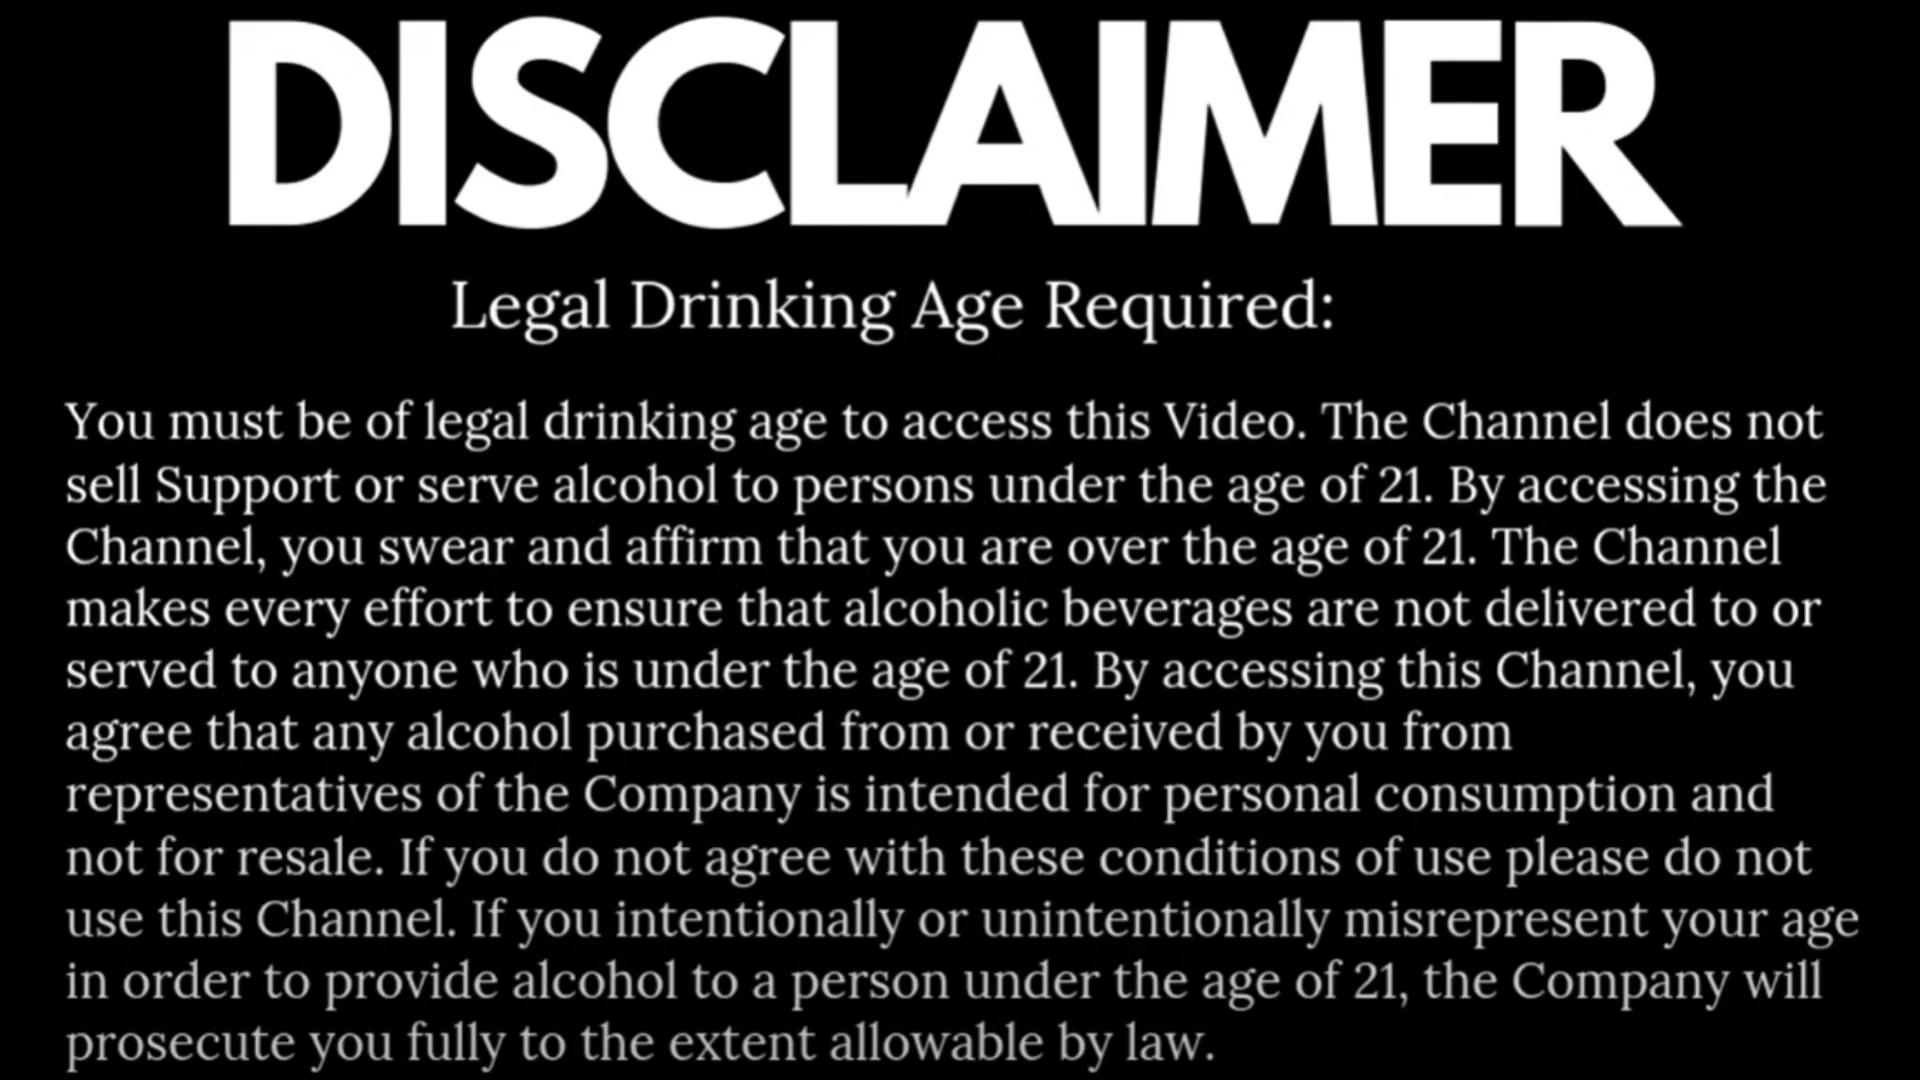 DISCLAIMER
Legal Drinking Age Required:
You must be of legal drinking age to access this Video. The Channel does not
sell Support or serve alcohol to persons under the age of 21. By accessing the
Channel, you swear and affirm that you are over the age of 21. The Channel
makes every effort to ensure that alcoholic beverages are not delivered to or
served to anyone who is under the age of 21. By accessing this Channel, you
agree that any alcohol purchased from or received by you from
representatives of the Company is intended for personal consumption and
not for resale. If you do not agree with these conditions of use please do not
use this Channel. If you intentionally or unintentionally misrepresent your age
in order to provide alcohol to a person under the age of 21, the Company will
prosecute you fully to the extent allowable by law.